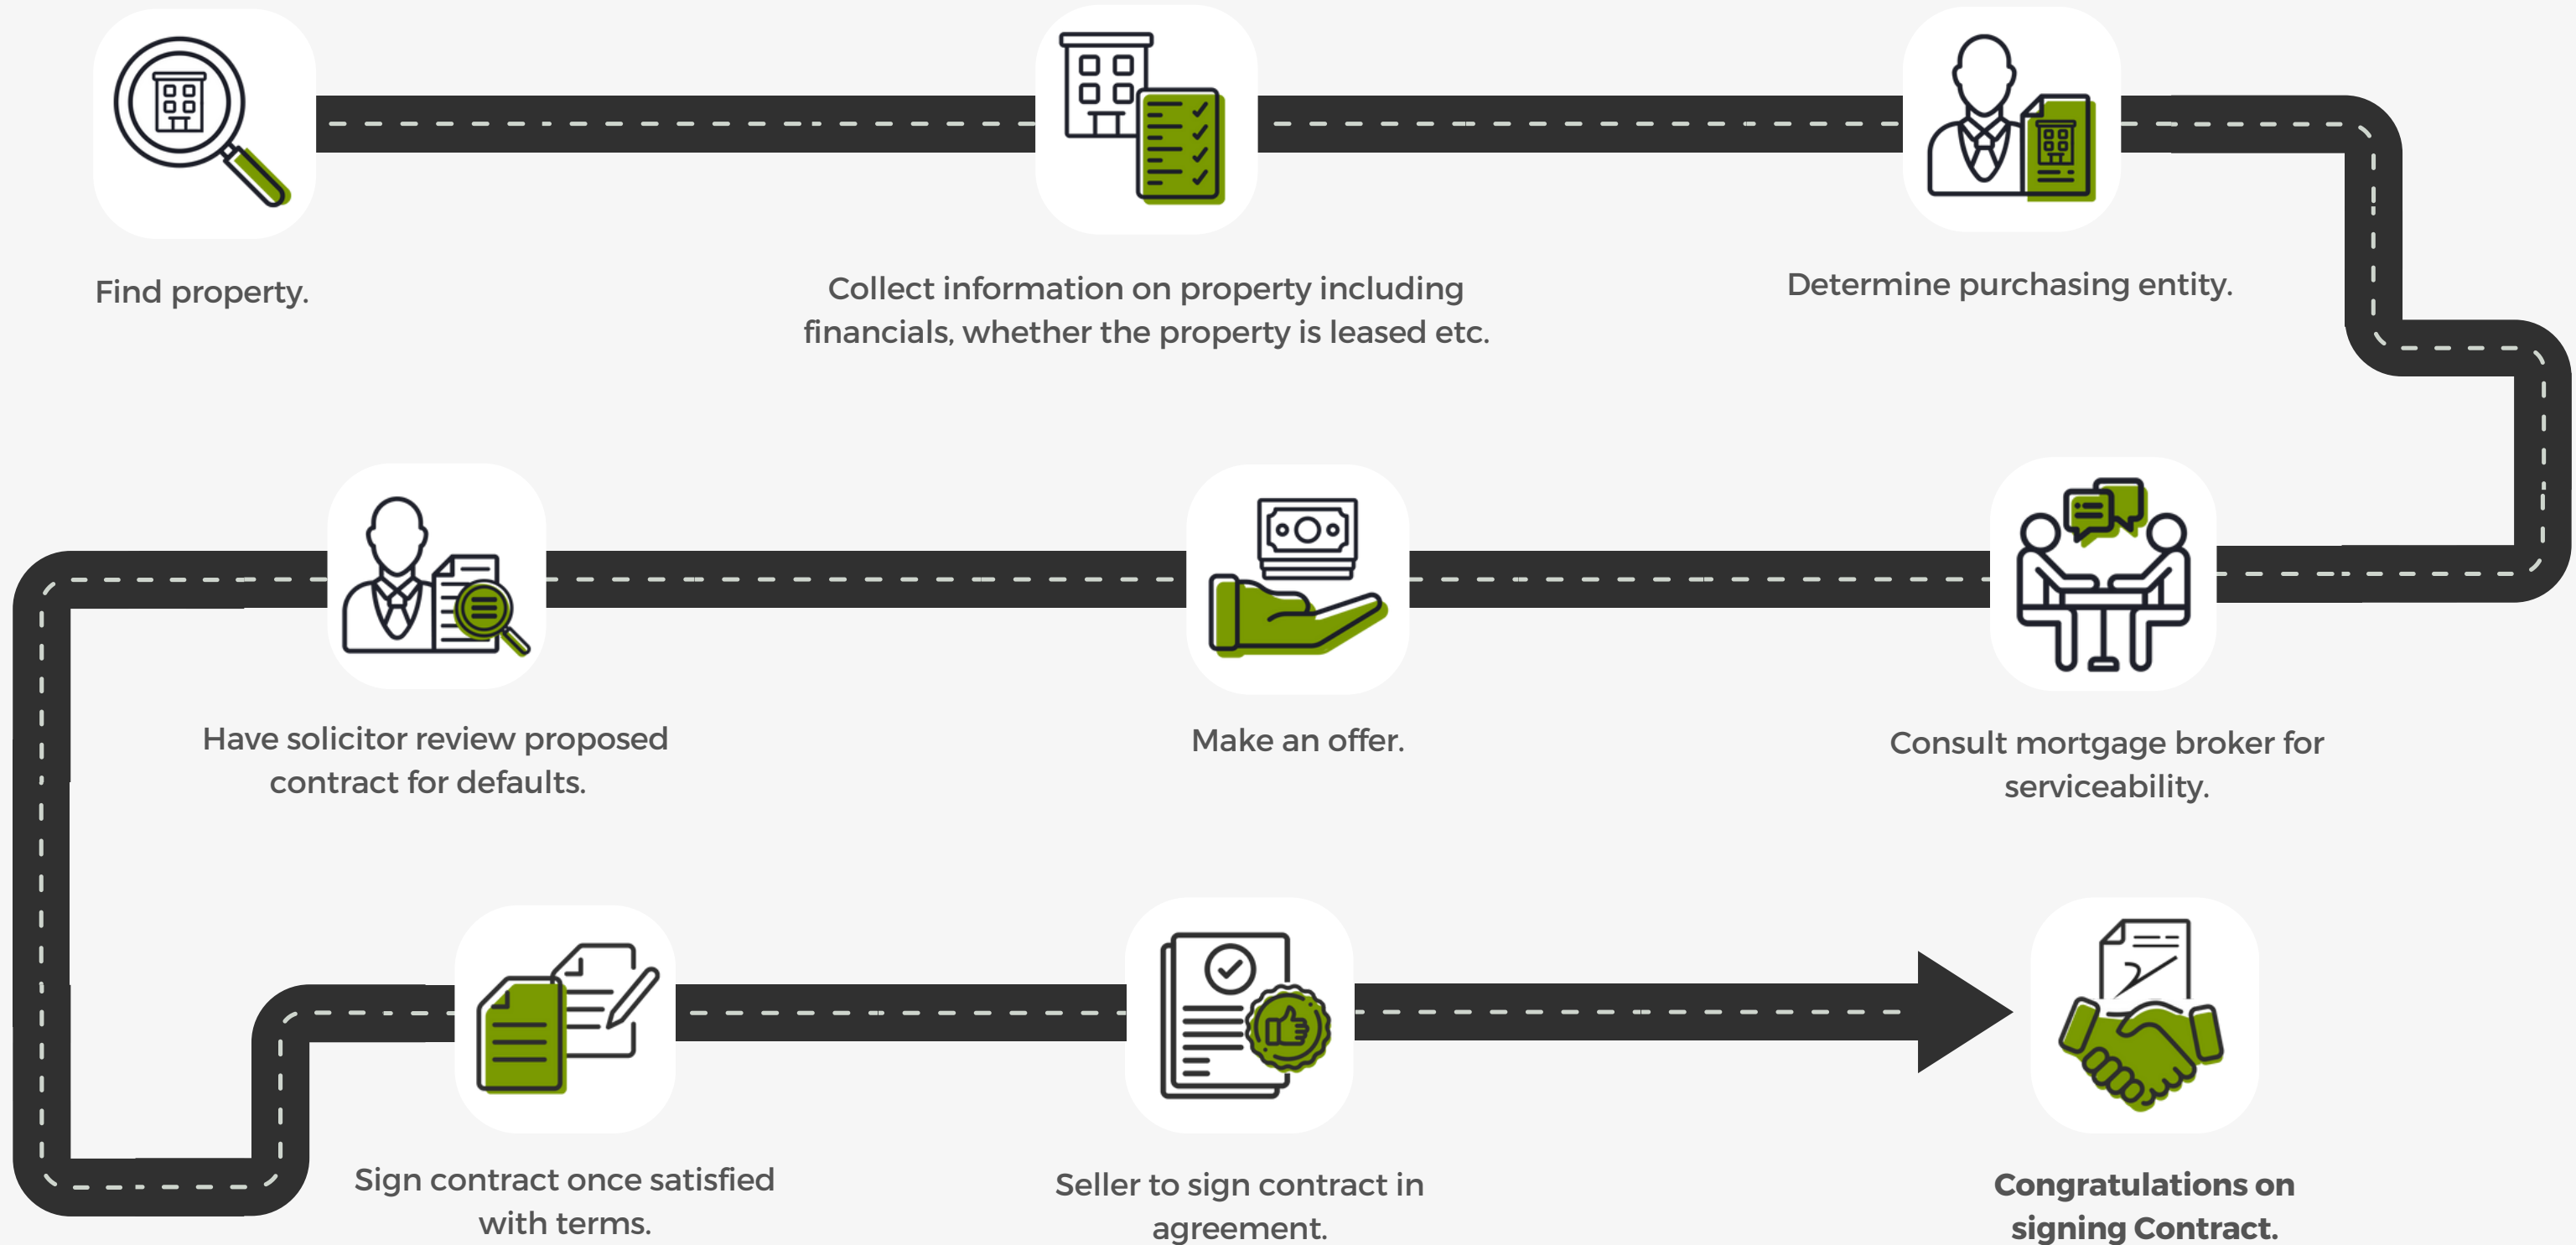 Find property.
Collect information on property including
financials, whether the property is leased etc.
Determine purchasing entity.
Consult mortgage broker for
serviceability.
Make an offer.
Have solicitor review proposed
contract for defaults.
Sign contract once satisfied
with terms.
Seller to sign contract in
agreement.
Congratulations on
signing Contract.